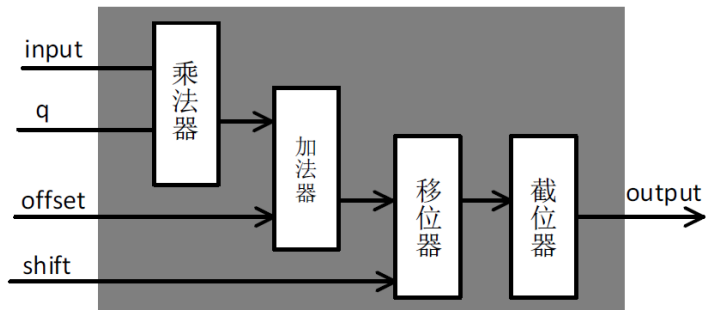 input
q
offset
shift
乘法器
加法器
移位器
截位器
output